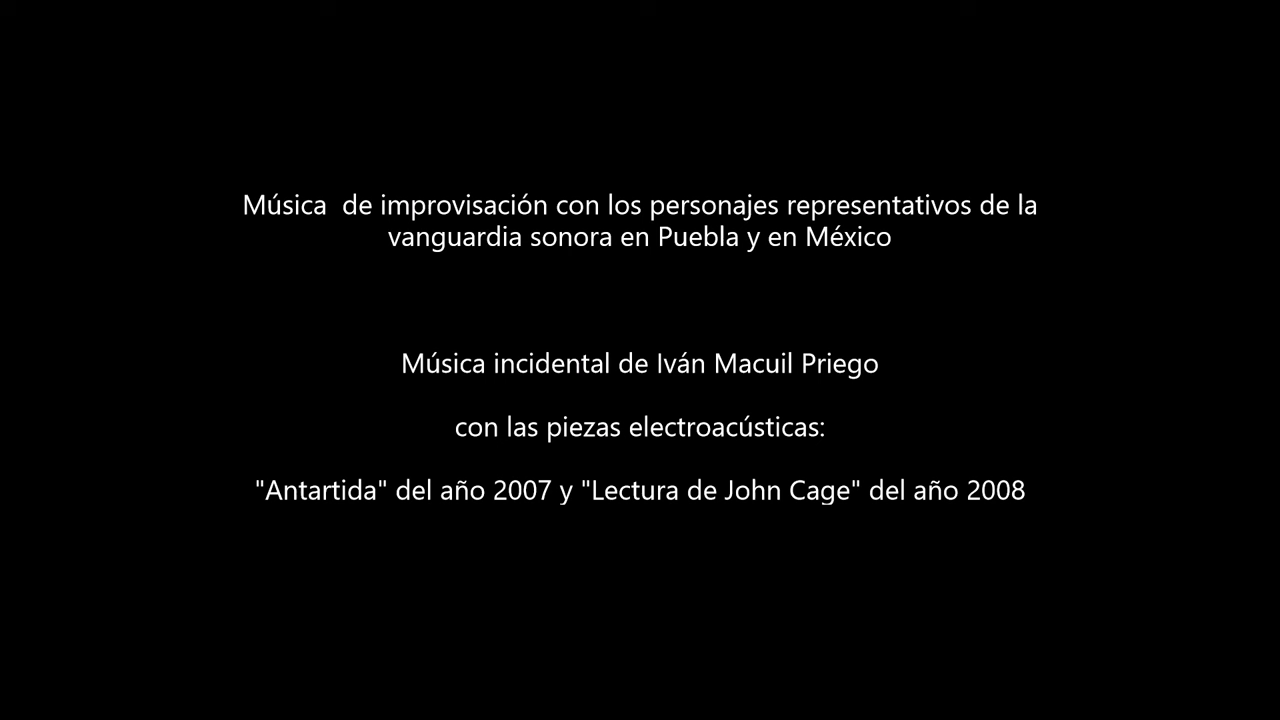 Música  de improvisación con los personajes representativos de la
vanguardia sonora en Puebla y en México
Música incidental de Iván Macuil Priego
con las piezas electroacústicas:
"Antartida" del año 2007 y "Lectura de John Cage" del año 2008